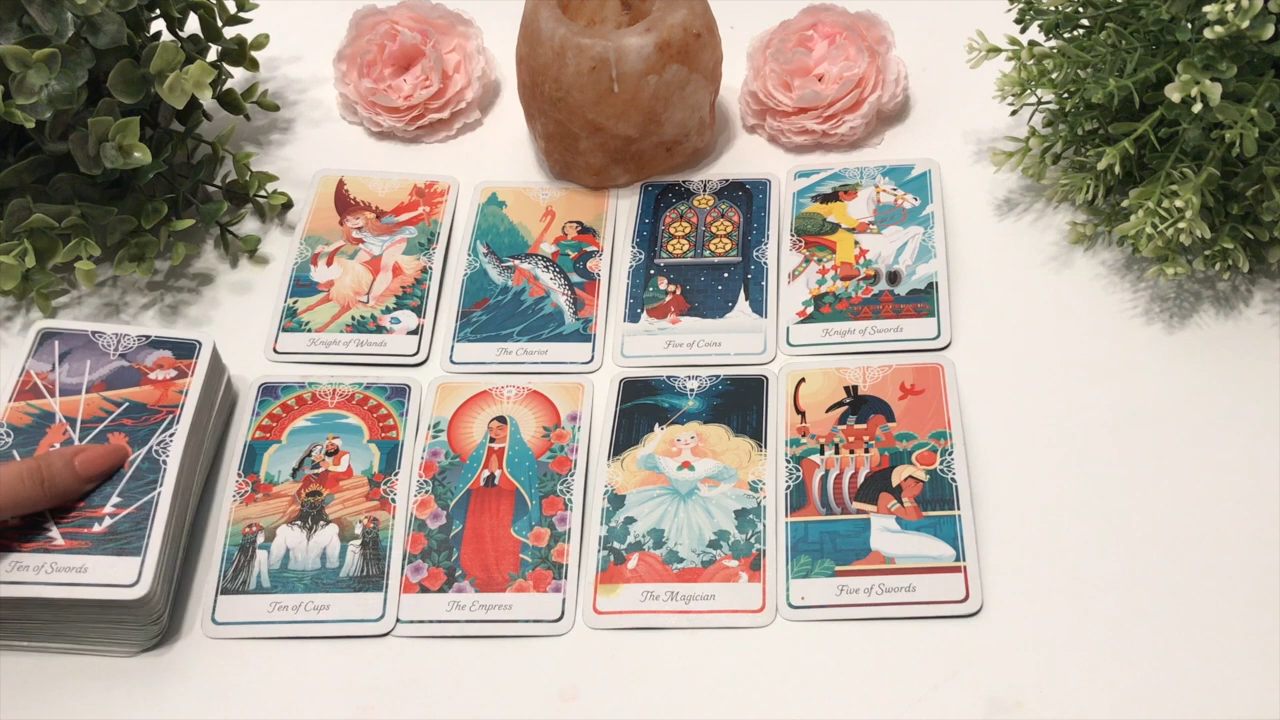 Knight of Wands
The Chariot
Five of Coins
Knight of Swords
Ten of Swords
Ten of Cups
The Empress
The Magician
Five of Swords